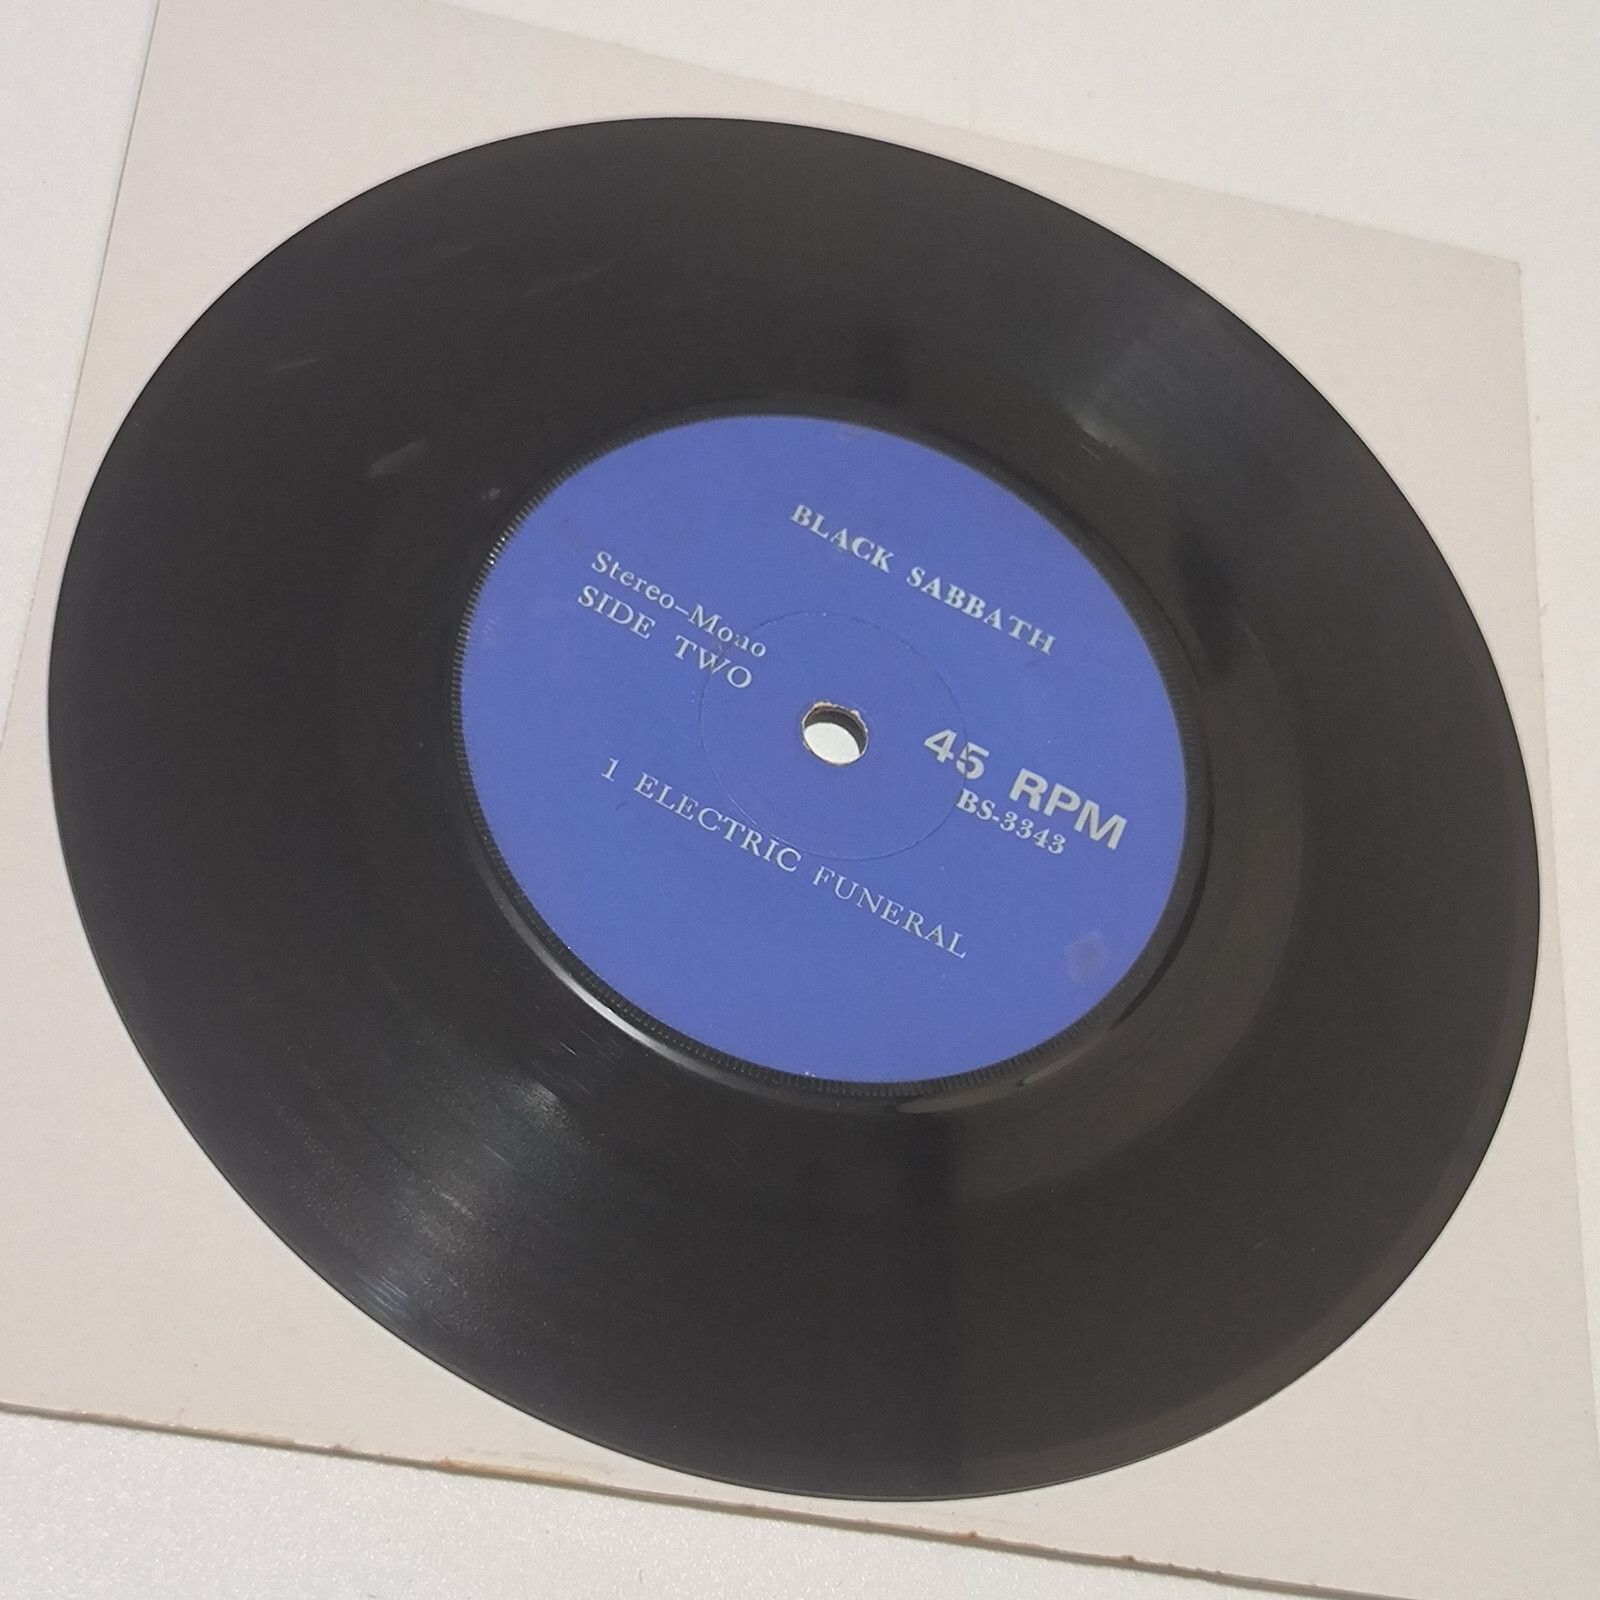 BLACK SABBATH
Stereo–Mono
SIDE TWO
45 RPM
BS-3343
1 ELECTRIC FUNERAL